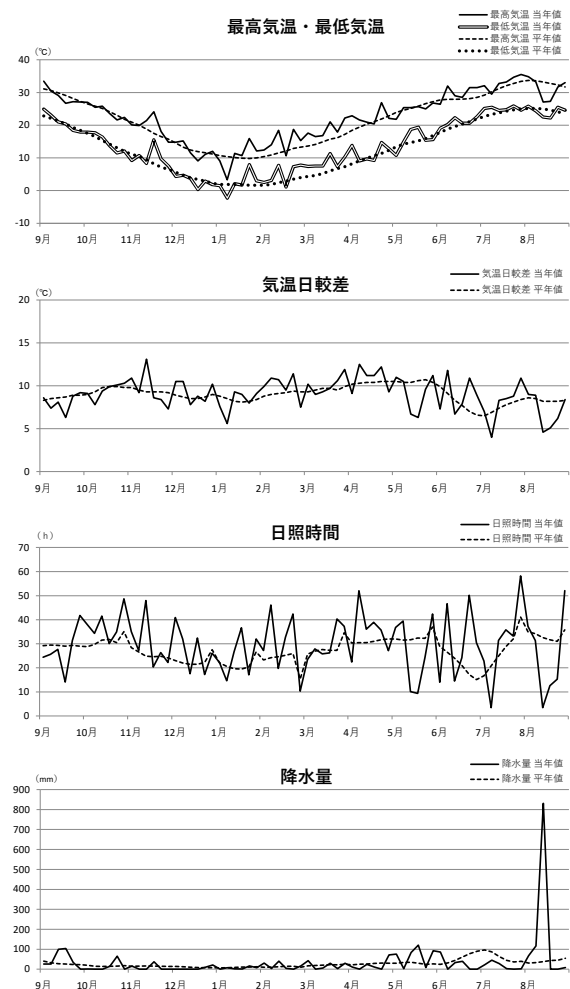 最高気温・最低気温
最高気温 当年値
最低気温 当年値
最高気温 平年値
最低気温 平年値
(℃)
40
30
20
10
0
-10
9月 10月 11月 12月 1月 2月 3月 4月 5月 6月 7月 8月
気温日較差
気温日較差 当年値
気温日較差 平年値
(℃)
20
15
10
5
0
9月 10月 11月 12月 1月 2月 3月 4月 5月 6月 7月 8月
日照時間
日照時間 当年値
日照時間 平年値
(h)
70
60
50
40
30
20
10
0
9月 10月 11月 12月 1月 2月 3月 4月 5月 6月 7月 8月
降水量
降水量 当年値
降水量 平年値
(mm)
900
800
700
600
500
400
300
200
100
0
9月 10月 11月 12月 1月 2月 3月 4月 5月 6月 7月 8月